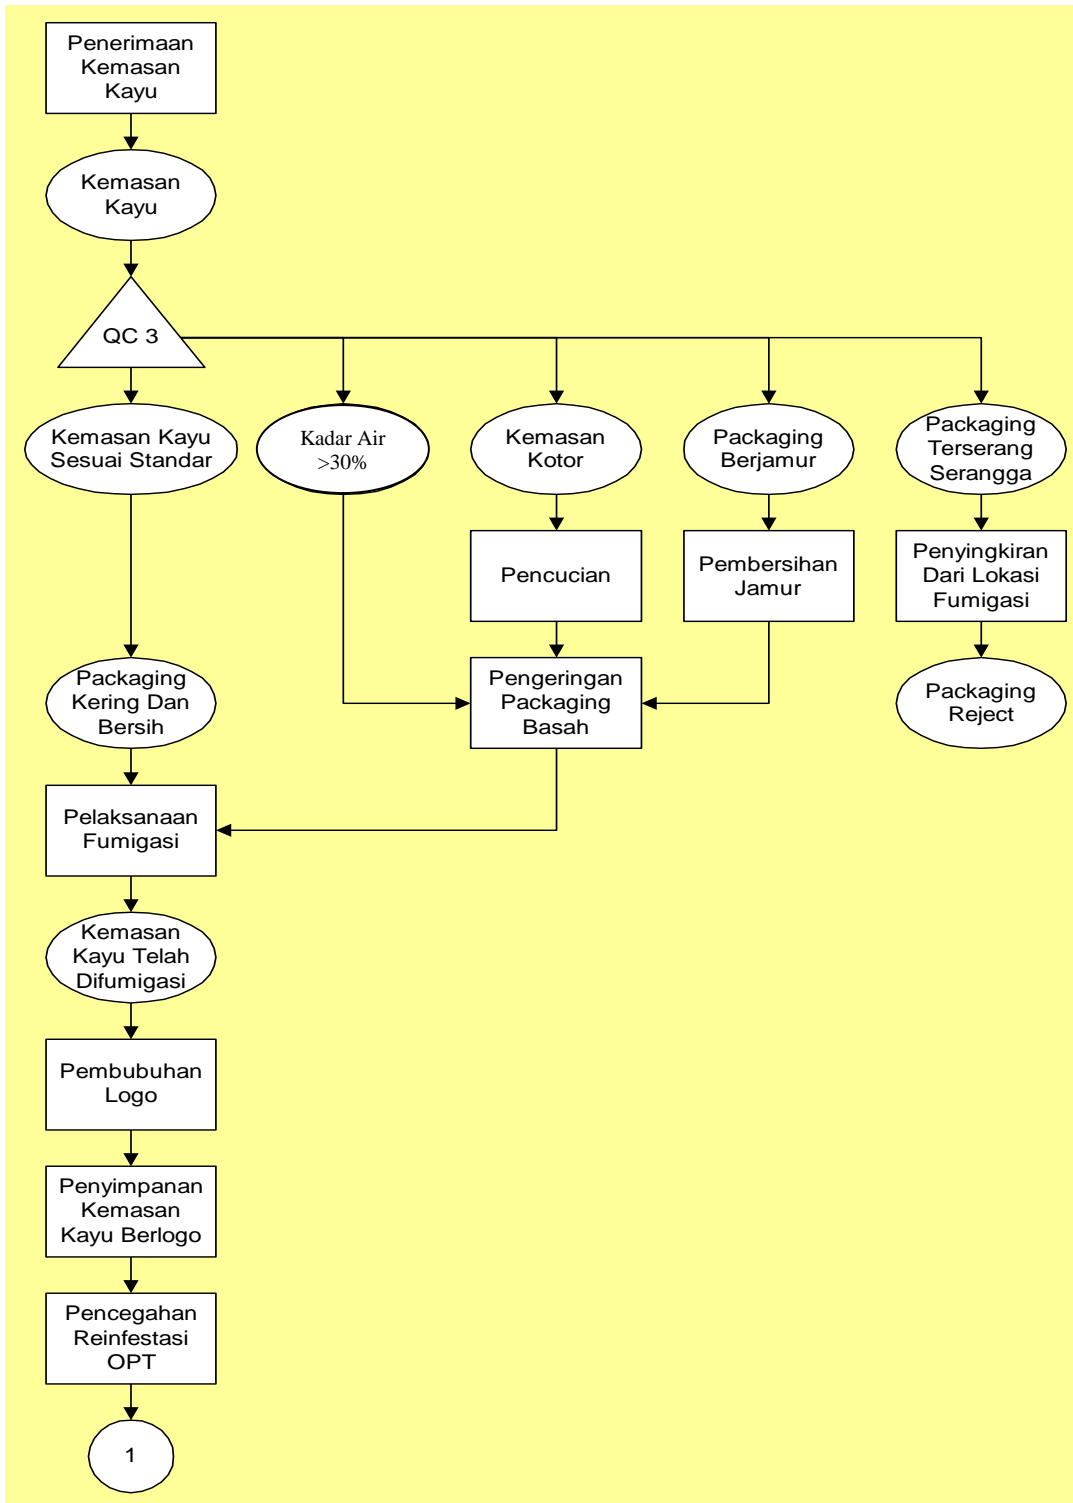 Penerimaan
Kemasan
Kayu
Kemasan
Kayu
QC 3
Kemasan Kayu
Sesuai Standar
Kadar Air
>30%
Kemasan
Kotor
Packaging
Berjamur
Packaging
Terserang
Serangga
Pencucian
Pembersihan
Jamur
Penyingkiran
Dari Lokasi
Fumigasi
Packaging
Kering Dan
Bersih
Pengeringan
Packaging
Basah
Packaging
Reject
Pelaksanaan
Fumigasi
Kemasan
Kayu Telah
Difumigasi
Pembubuhan
Logo
Penyimpanan
Kemasan
Kayu Berlogo
Pencegahan
Reinfestasi
OPT
1